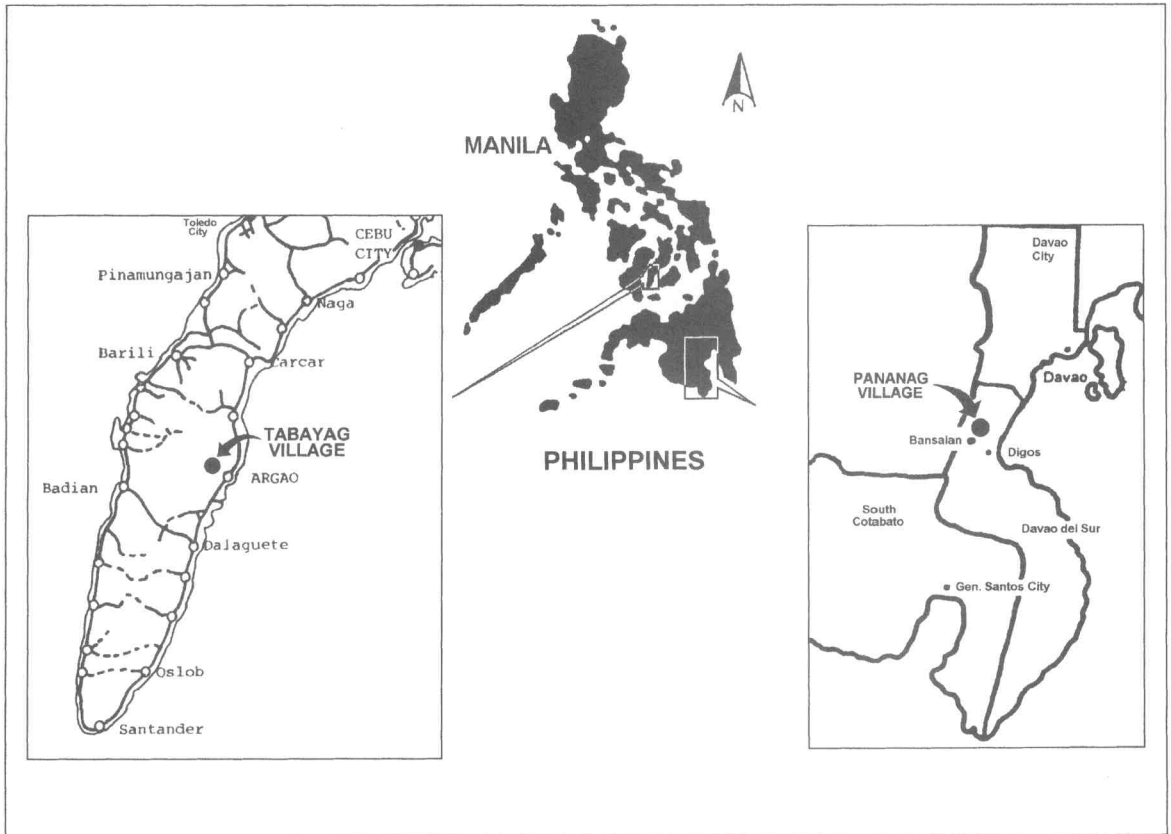 MANILA
N
PHILIPPINES
Toledo
City
CEBU
CITY
Pinamungajan
Naga
Barili
Carcar
TABAYAG
VILLAGE
ARGAO
Badian
Dalaguete
Oslob
Santander
Davao
City
PANANAG
VILLAGE
Davao
Bansalan
Digos
South
Cotabato
Davao del Sur
Gen. Santos City